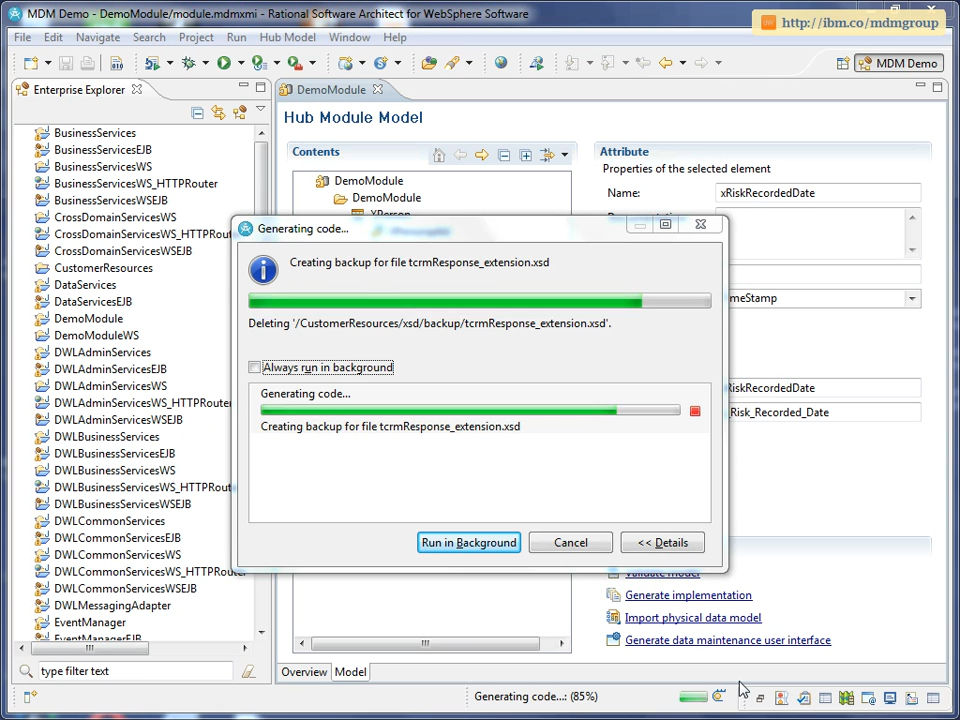 MDM Demo - DemoModule/module.mdmxmi - Rational Software Architect for WebSphere Software
http://ibm.co/mdmgroup
File Edit Navigate Search Project Run Hub Model Window Help
MDM Demo
Enterprise Explorer
DemoModule
BusinessServices
BusinessServicesEJB
BusinessServicesWS
BusinessServicesWS_HTTPRouter
BusinessServicesWSEJB
CrossDomainServicesWS
CrossDomainServicesWS_HTTPRout
CrossDomainServicesWSEJB
CustomerResources
DataServices
DataServicesEJB
DemoModule
DemoModuleWS
DWLAdminServices
DWLAdminServicesEJB
DWLAdminServicesWS
DWLAdminServicesWS_HTTPRouter
DWLAdminServicesWSEJB
DWLBusinessServices
DWLBusinessServicesEJB
DWLBusinessServicesWS
DWLBusinessServicesWS_HTTPRout
DWLBusinessServicesWSEJB
DWLCommonServices
DWLCommonServicesEJB
DWLCommonServicesWS
DWLCommonServicesWS_HTTPRouter
DWLCommonServicesWSEJB
DWLMessagingAdapter
EventManager
EventManagerEJB
type filter text
Hub Module Model
Contents
DemoModule
DemoModule
XPerson
Attribute
Properties of the selected element
Name: xRiskRecordedDate
meStamp
RiskRecordedDate
_Risk_Recorded_Date
Generating code...
Creating backup for file tcrmResponse_extension.xsd
Deleting '/CustomerResources/xsd/backup/tcrmResponse_extension.xsd'.
Always run in background
Generating code...
Creating backup for file tcrmResponse_extension.xsd
Run in Background Cancel << Details
Validate model
Generate implementation
Import physical data model
Generate data maintenance user interface
Overview Model
Generating code...: (85%)